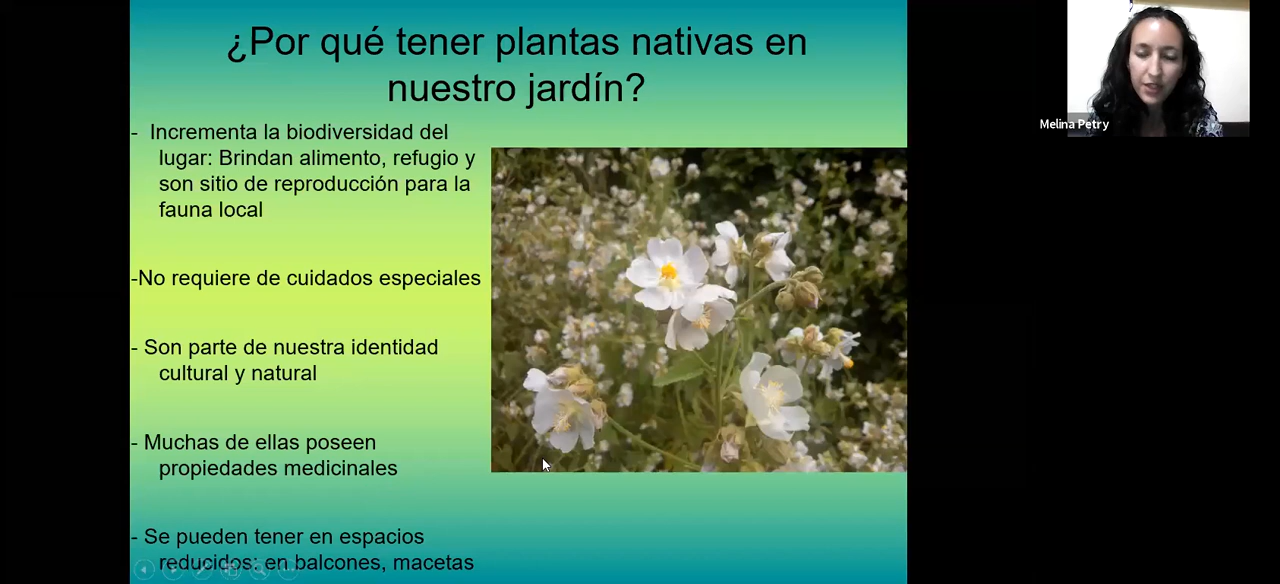 ¿Por qué tener plantas nativas en
nuestro jardín?
- Incrementa la biodiversidad del
lugar: Brindan alimento, refugio y
son sitio de reproducción para la
fauna local
-No requiere de cuidados especiales
- Son parte de nuestra identidad
cultural y natural
- Muchas de ellas poseen
propiedades medicinales
- Se pueden tener en espacios
reducidos: en balcones, macetas
Melina Petry